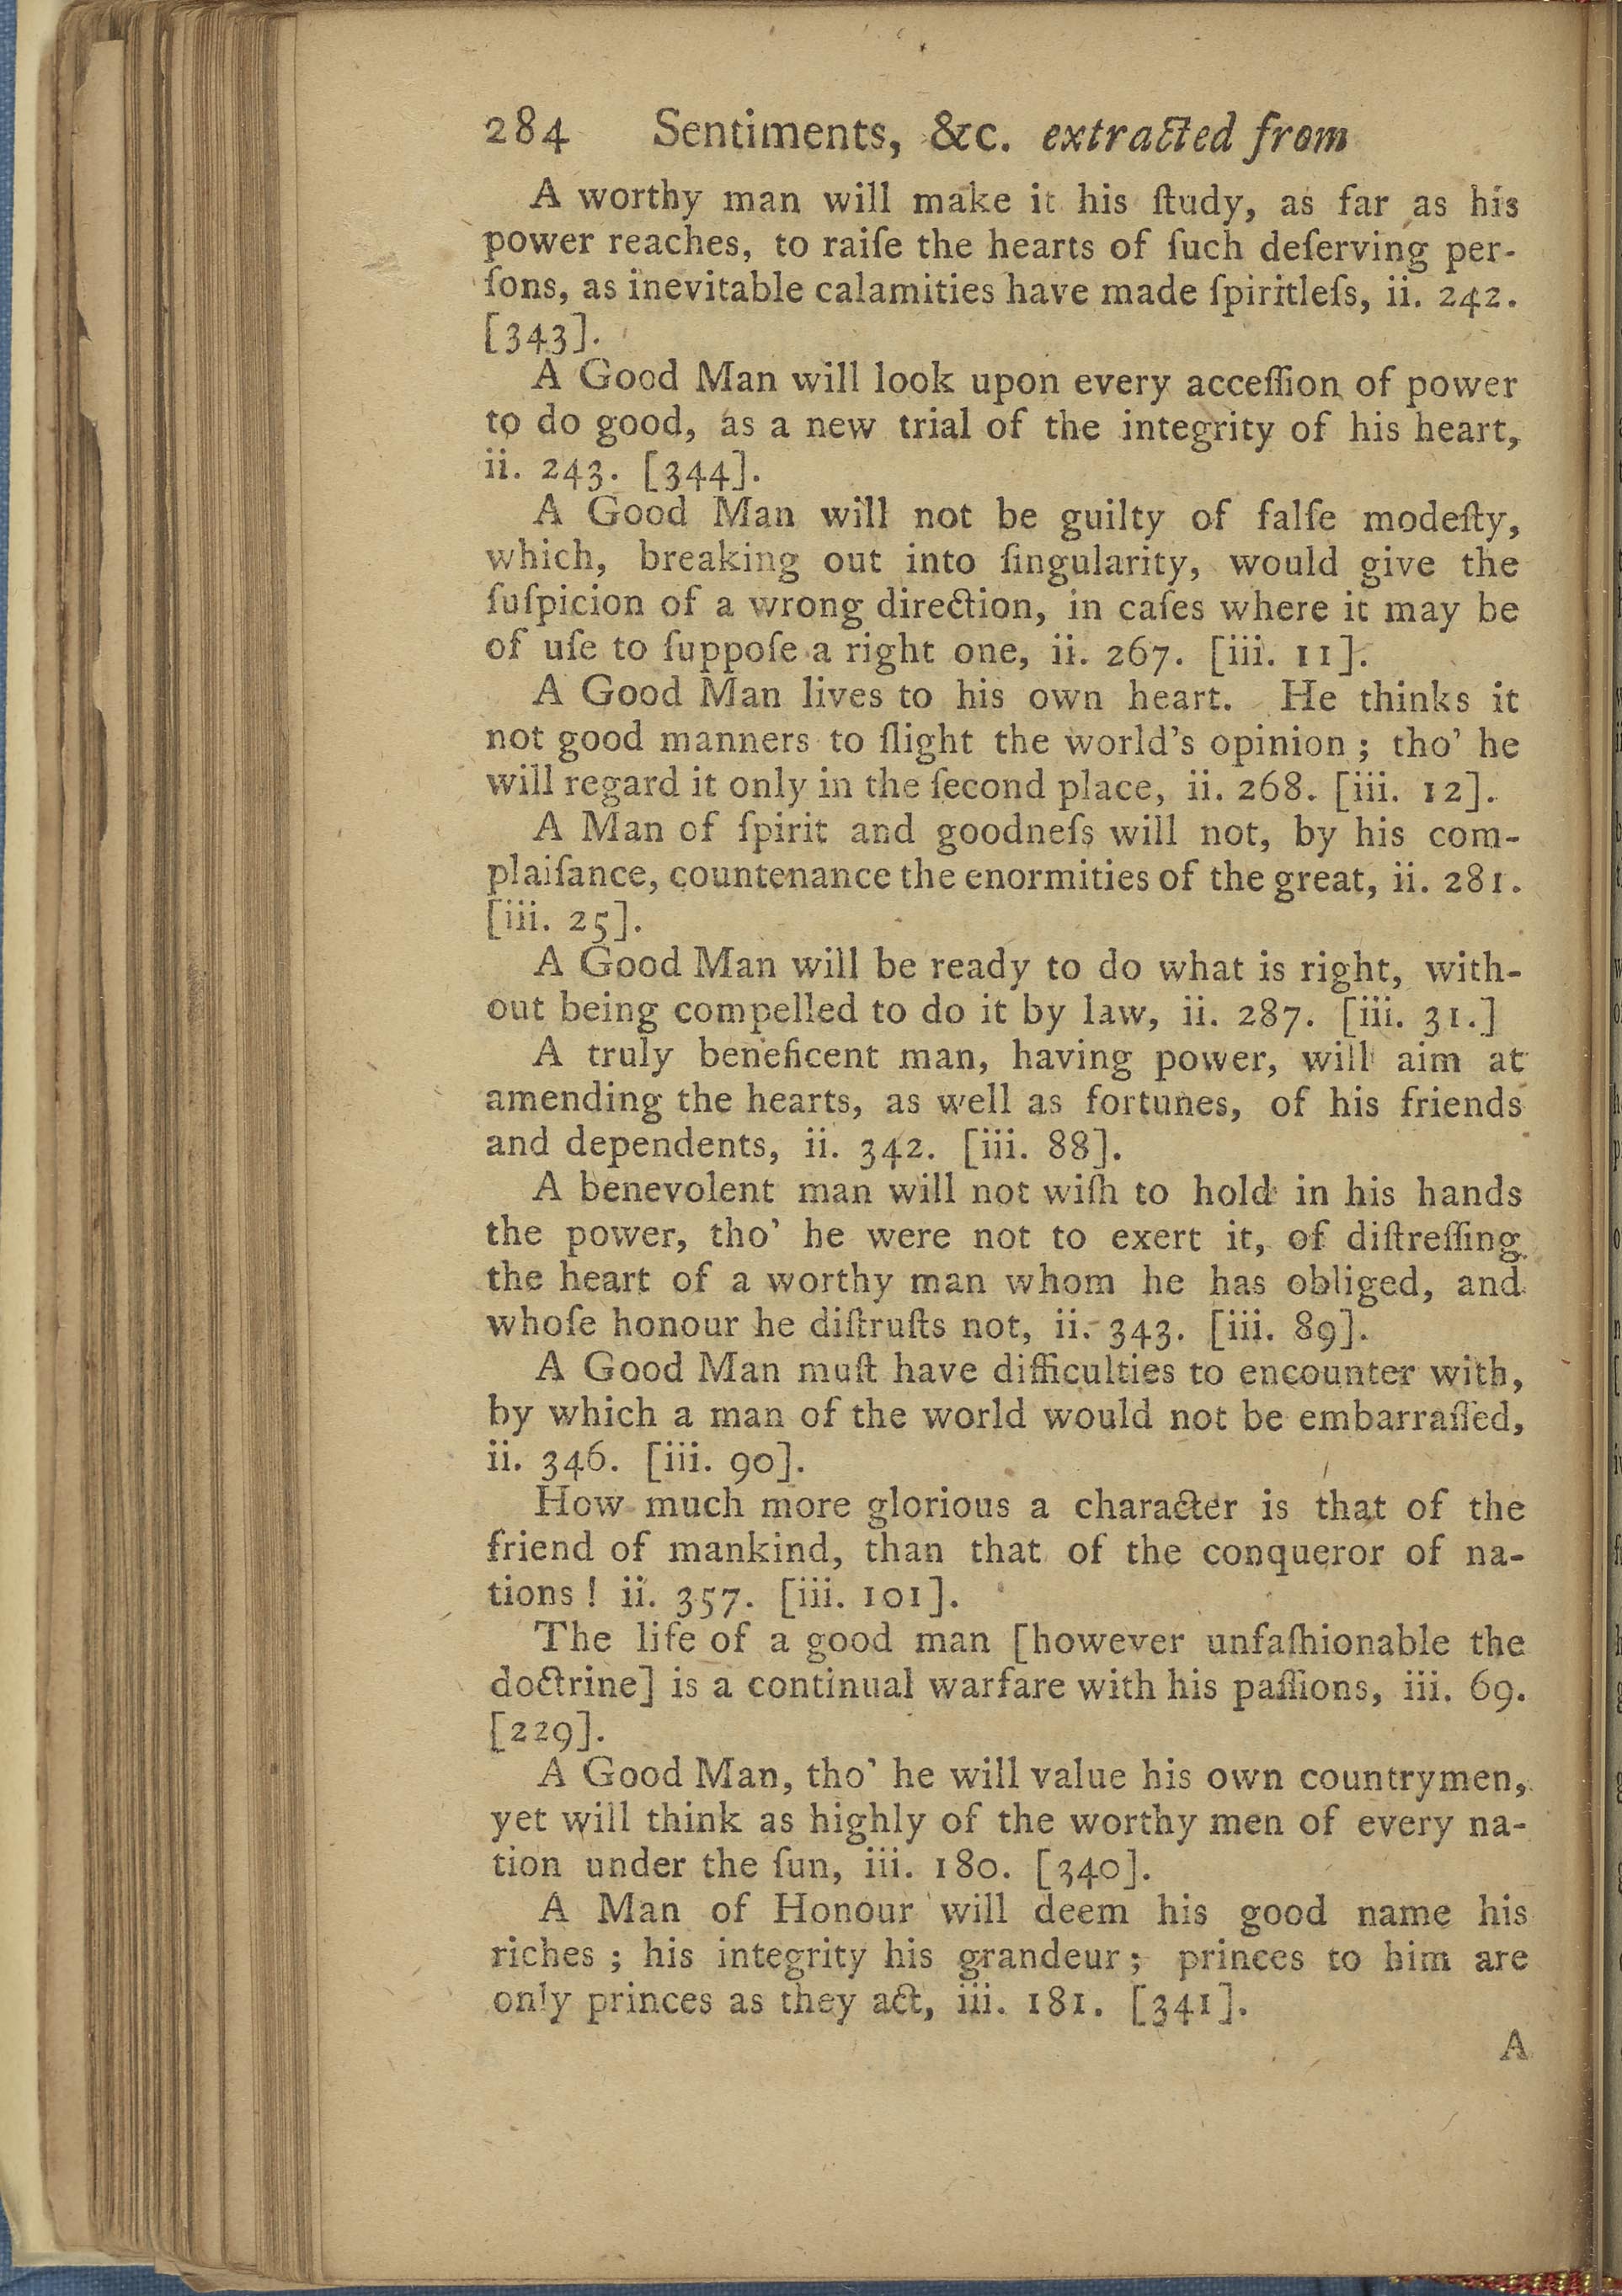 284 Sentiments, &c. extracted from
A worthy man will make it his ſtudy, as far as his
power reaches, to raiſe the hearts of ſuch deſerving per-
ſons, as inevitable calamities have made ſpiritleſs, ii. 242.
[343].
A Good Man will look upon every acceſſion of power
to do good, as a new trial of the integrity of his heart,
ii. 243. [344].
A Good Man will not be guilty of falſe modeſty,
which, breaking out into ſingularity, would give the
ſuſpicion of a wrong direction, in caſes where it may be
of uſe to ſuppoſe a right one, ii. 267. [iii. 11].
A Good Man lives to his own heart. He thinks it
not good manners to ſlight the world's opinion ; tho' he
will regard it only in the ſecond place, ii. 268. [iii. 12].
A Man of ſpirit and goodneſs will not, by his com-
plaiſance, countenance the enormities of the great, ii. 281.
[iii. 25].
A Good Man will be ready to do what is right, with-
out being compelled to do it by law, ii. 287. [iii. 31.]
A truly beneficent man, having power, will aim at
amending the hearts, as well as fortunes, of his friends
and dependents, ii. 342. [iii. 88].
A benevolent man will not wiſh to hold in his hands
the power, tho' he were not to exert it, of diſtreſſing
the heart of a worthy man whom he has obliged, and
whoſe honour he diſtruſts not, ii. 343. [iii. 89].
A Good Man muſt have difficulties to encounter with,
by which a man of the world would not be embarraſſed,
ii. 346. [iii. 90].
How much more glorious a character is that of the
friend of mankind, than that of the conqueror of na-
tions ! ii. 357. [iii. 101].
The life of a good man [however unfaſhionable the
doctrine] is a continual warfare with his paſſions, iii. 69.
[229].
A Good Man, tho' he will value his own countrymen,
yet will think as highly of the worthy men of every na-
tion under the ſun, iii. 180. [340].
A Man of Honour will deem his good name his
riches ; his integrity his grandeur ; princes to him are
only princes as they act, iii. 181. [341].
A